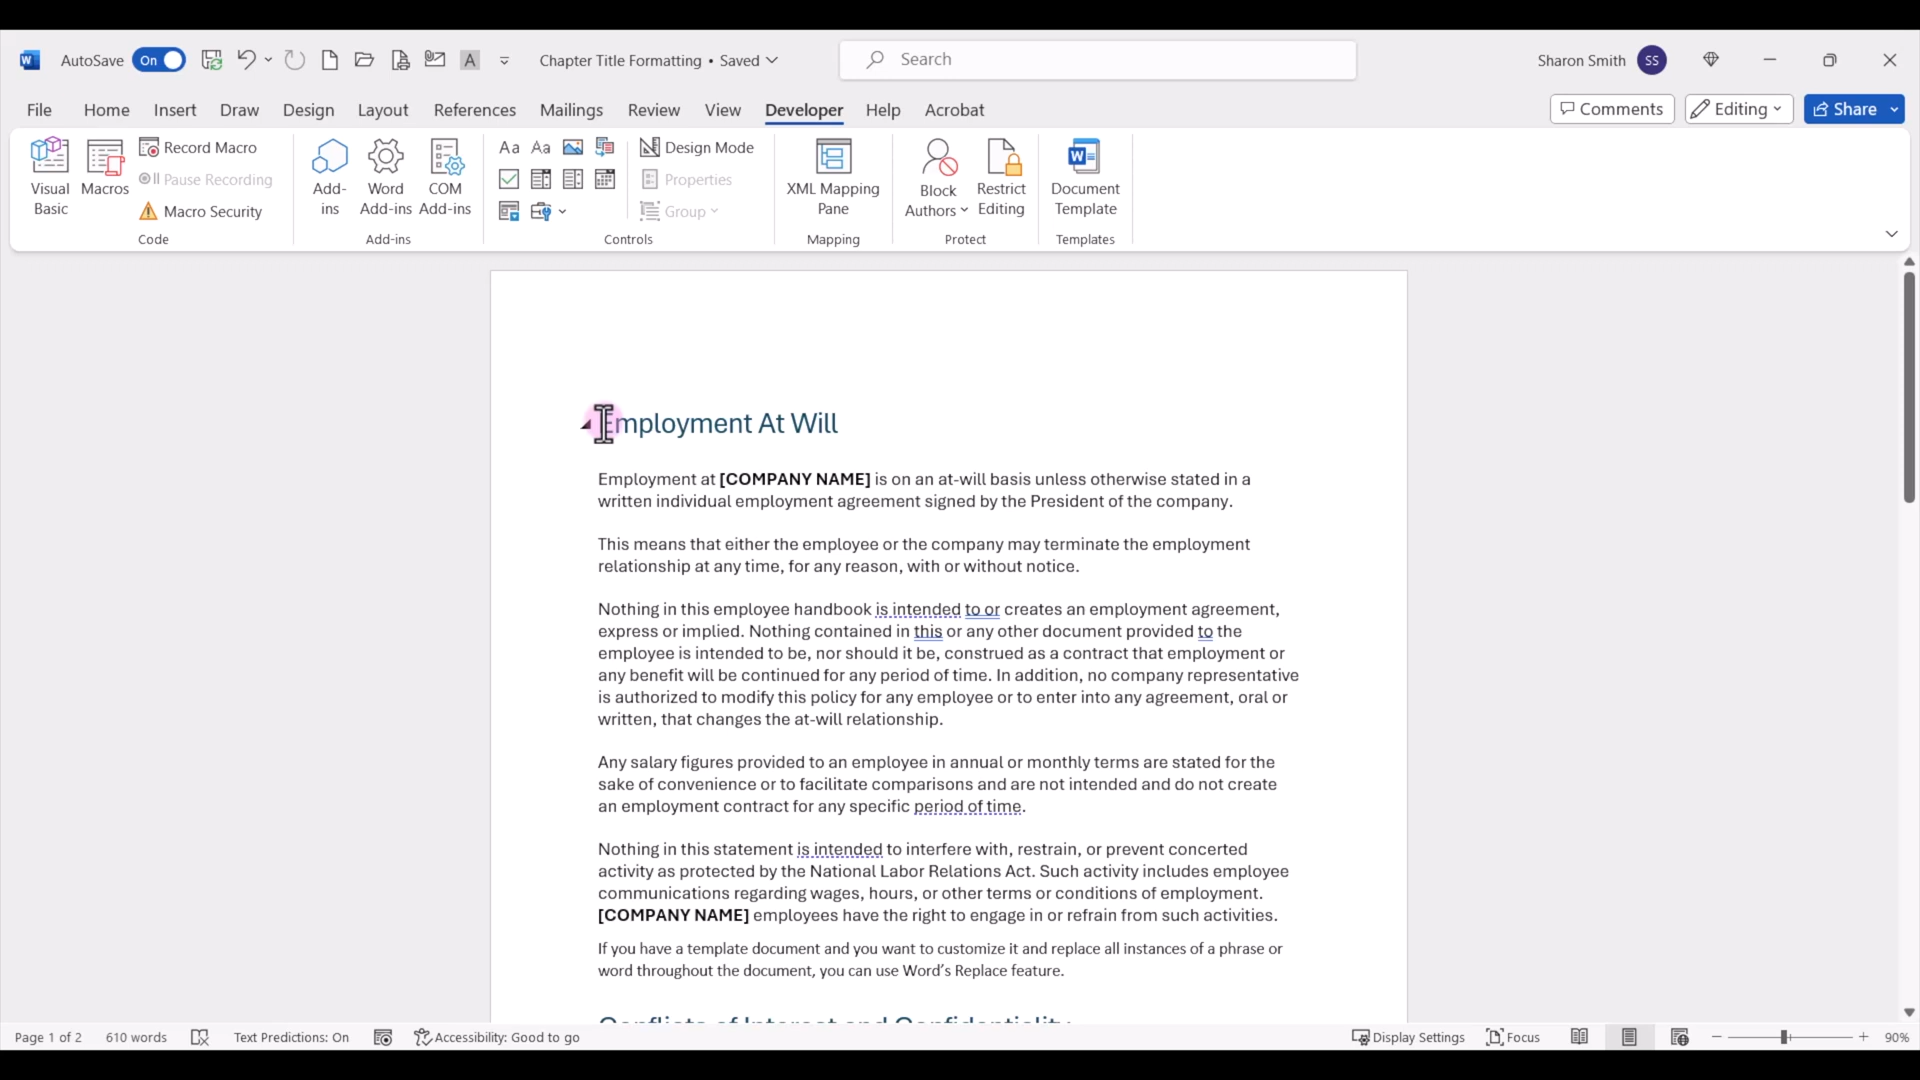 AutoSave On A Chapter Title Formatting • Saved Search Sharon Smith SS
File Home Insert Draw Design Layout References Mailings Review View Developer Help Acrobat Comments Editing Share
Visual Basic
Macros
Record Macro
Pause Recording
Macro Security
Code
Add-ins
Word Add-ins
COM Add-ins
Add-ins
Aa Aa
Design Mode
Properties
Group
Controls
XML Mapping Pane
Mapping
Block Authors
Restrict Editing
Protect
Document Template
Templates
Employment At Will
Employment at [COMPANY NAME] is on an at-will basis unless otherwise stated in a
written individual employment agreement signed by the President of the company.
This means that either the employee or the company may terminate the employment
relationship at any time, for any reason, with or without notice.
Nothing in this employee handbook is intended to or creates an employment agreement,
express or implied. Nothing contained in this or any other document provided to the
employee is intended to be, nor should it be, construed as a contract that employment or
any benefit will be continued for any period of time. In addition, no company representative
is authorized to modify this policy for any employee or to enter into any agreement, oral or
written, that changes the at-will relationship.
Any salary figures provided to an employee in annual or monthly terms are stated for the
sake of convenience or to facilitate comparisons and are not intended and do not create
an employment contract for any specific period of time.
Nothing in this statement is intended to interfere with, restrain, or prevent concerted
activity as protected by the National Labor Relations Act. Such activity includes employee
communications regarding wages, hours, or other terms or conditions of employment.
[COMPANY NAME] employees have the right to engage in or refrain from such activities.
If you have a template document and you want to customize it and replace all instances of a phrase or
word throughout the document, you can use Word's Replace feature.
Conflicts of Interest and Confidentiality
Page 1 of 2 610 words Text Predictions: On Accessibility: Good to go Display Settings Focus 90%